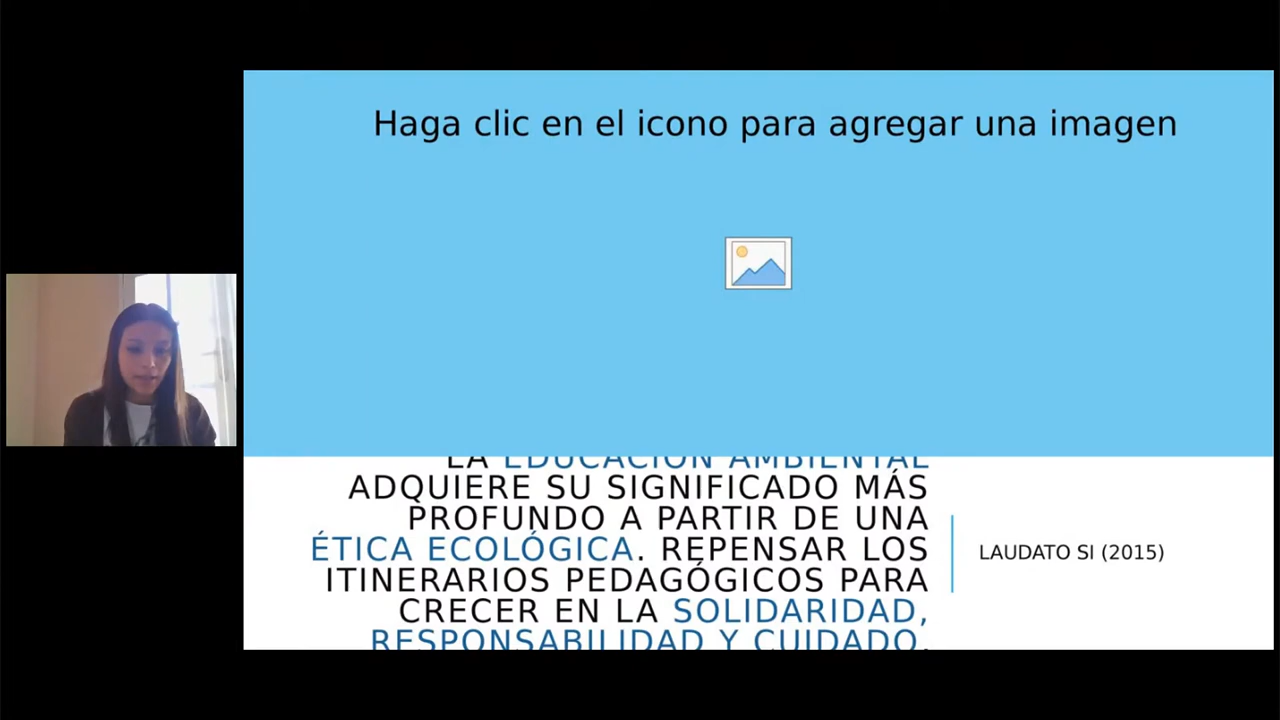 Haga clic en el icono para agregar una imagen
LA EDUCACIÓN AMBIENTAL
ADQUIERE SU SIGNIFICADO MÁS
PROFUNDO A PARTIR DE UNA
ÉTICA ECOLÓGICA. REPENSAR LOS
ITINERARIOS PEDAGÓGICOS PARA
CRECER EN LA SOLIDARIDAD,
RESPONSABILIDAD Y CUIDADO.
LAUDATO SI (2015)